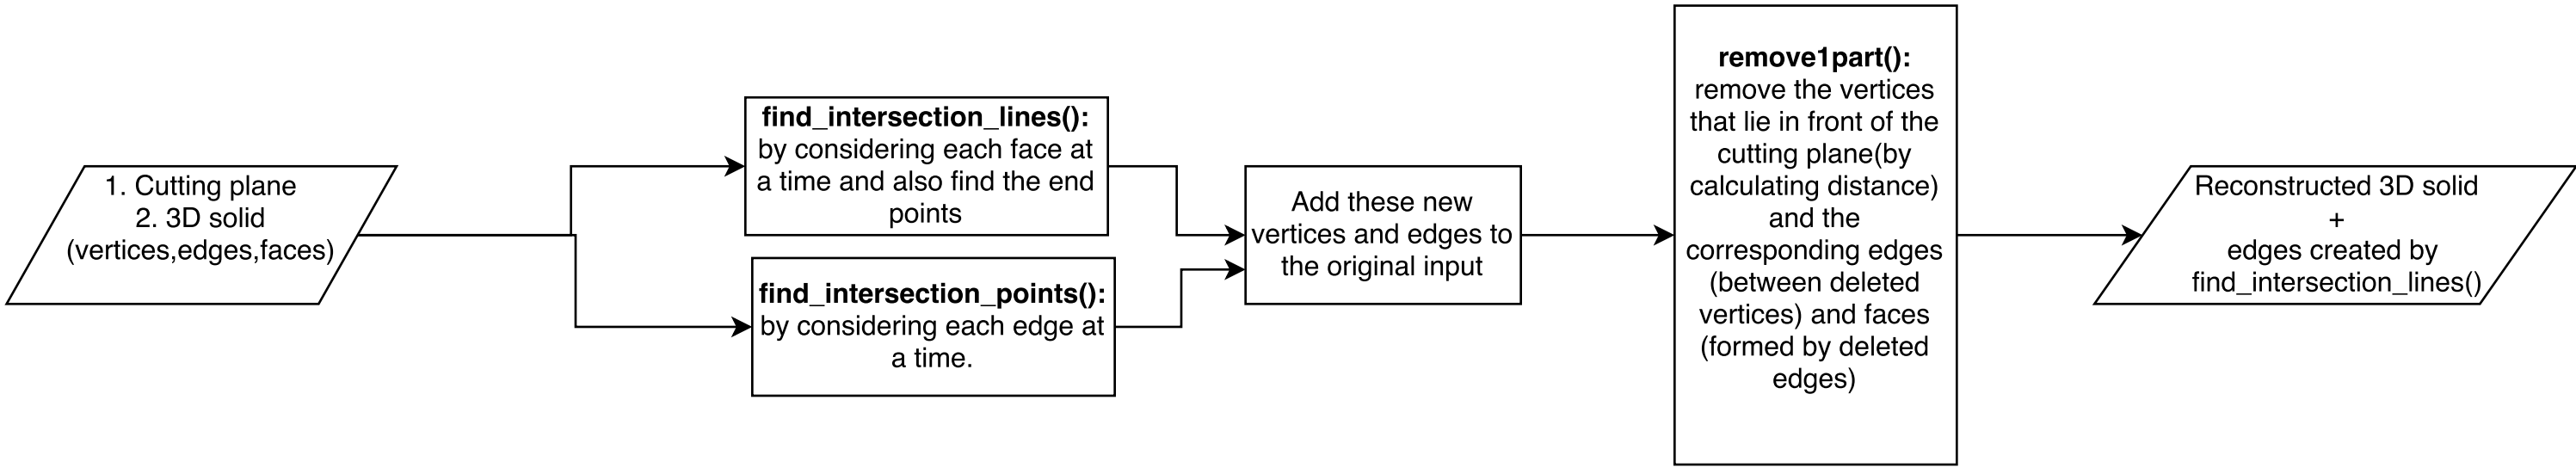 1. Cutting plane
2. 3D solid
(vertices,edges,faces)
find_intersection_lines():
by considering each face at
a time and also find the end
points
find_intersection_points():
by considering each edge at
a time.
Add these new
vertices and edges to
the original input
remove1part():
remove the vertices
that lie in front of the
cutting plane(by
calculating distance)
and the
corresponding edges
(between deleted
vertices) and faces
(formed by deleted
edges)
Reconstructed 3D solid
+
edges created by
find_intersection_lines()